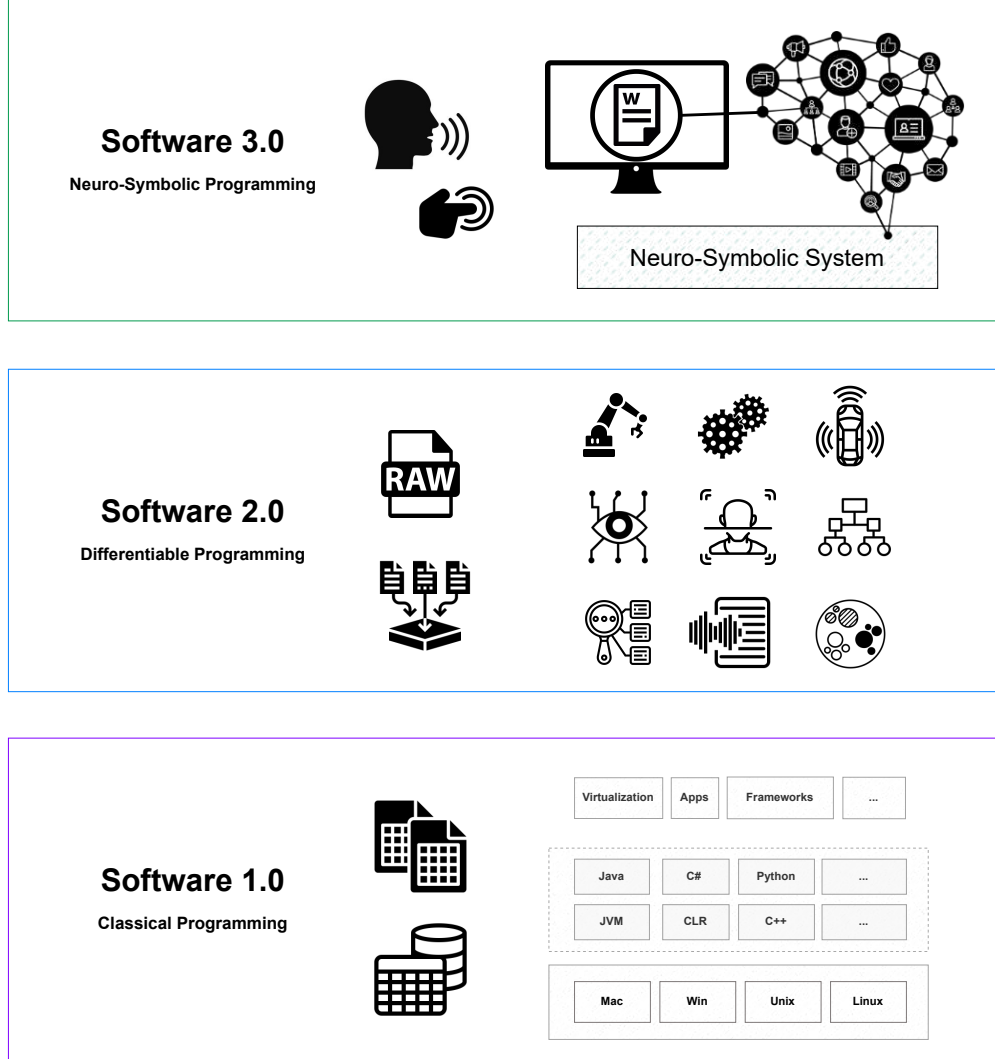 Software 3.0
Neuro-Symbolic Programming
W
Neuro-Symbolic System
Software 2.0
Differentiable Programming
RAW
Software 1.0
Classical Programming
Virtualization
Apps
Frameworks
...
Java
C#
Python
...
JVM
CLR
C++
...
Mac
Win
Unix
Linux